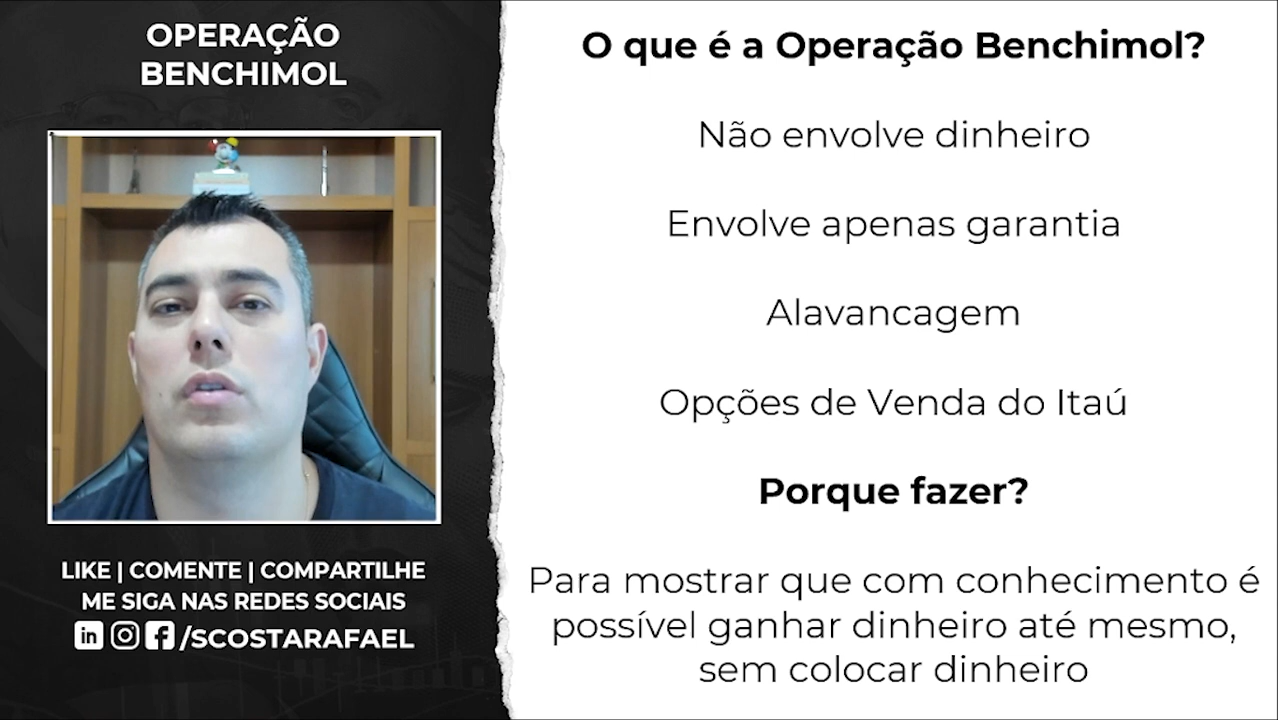 OPERAÇÃO
BENCHIMOL
LIKE | COMENTE | COMPARTILHE
ME SIGA NAS REDES SOCIAIS
/SCOSTARAFAEL
O que é a Operação Benchimol?
Não envolve dinheiro
Envolve apenas garantia
Alavancagem
Opções de Venda do Itaú
Porque fazer?
Para mostrar que com conhecimento é
possível ganhar dinheiro até mesmo,
sem colocar dinheiro